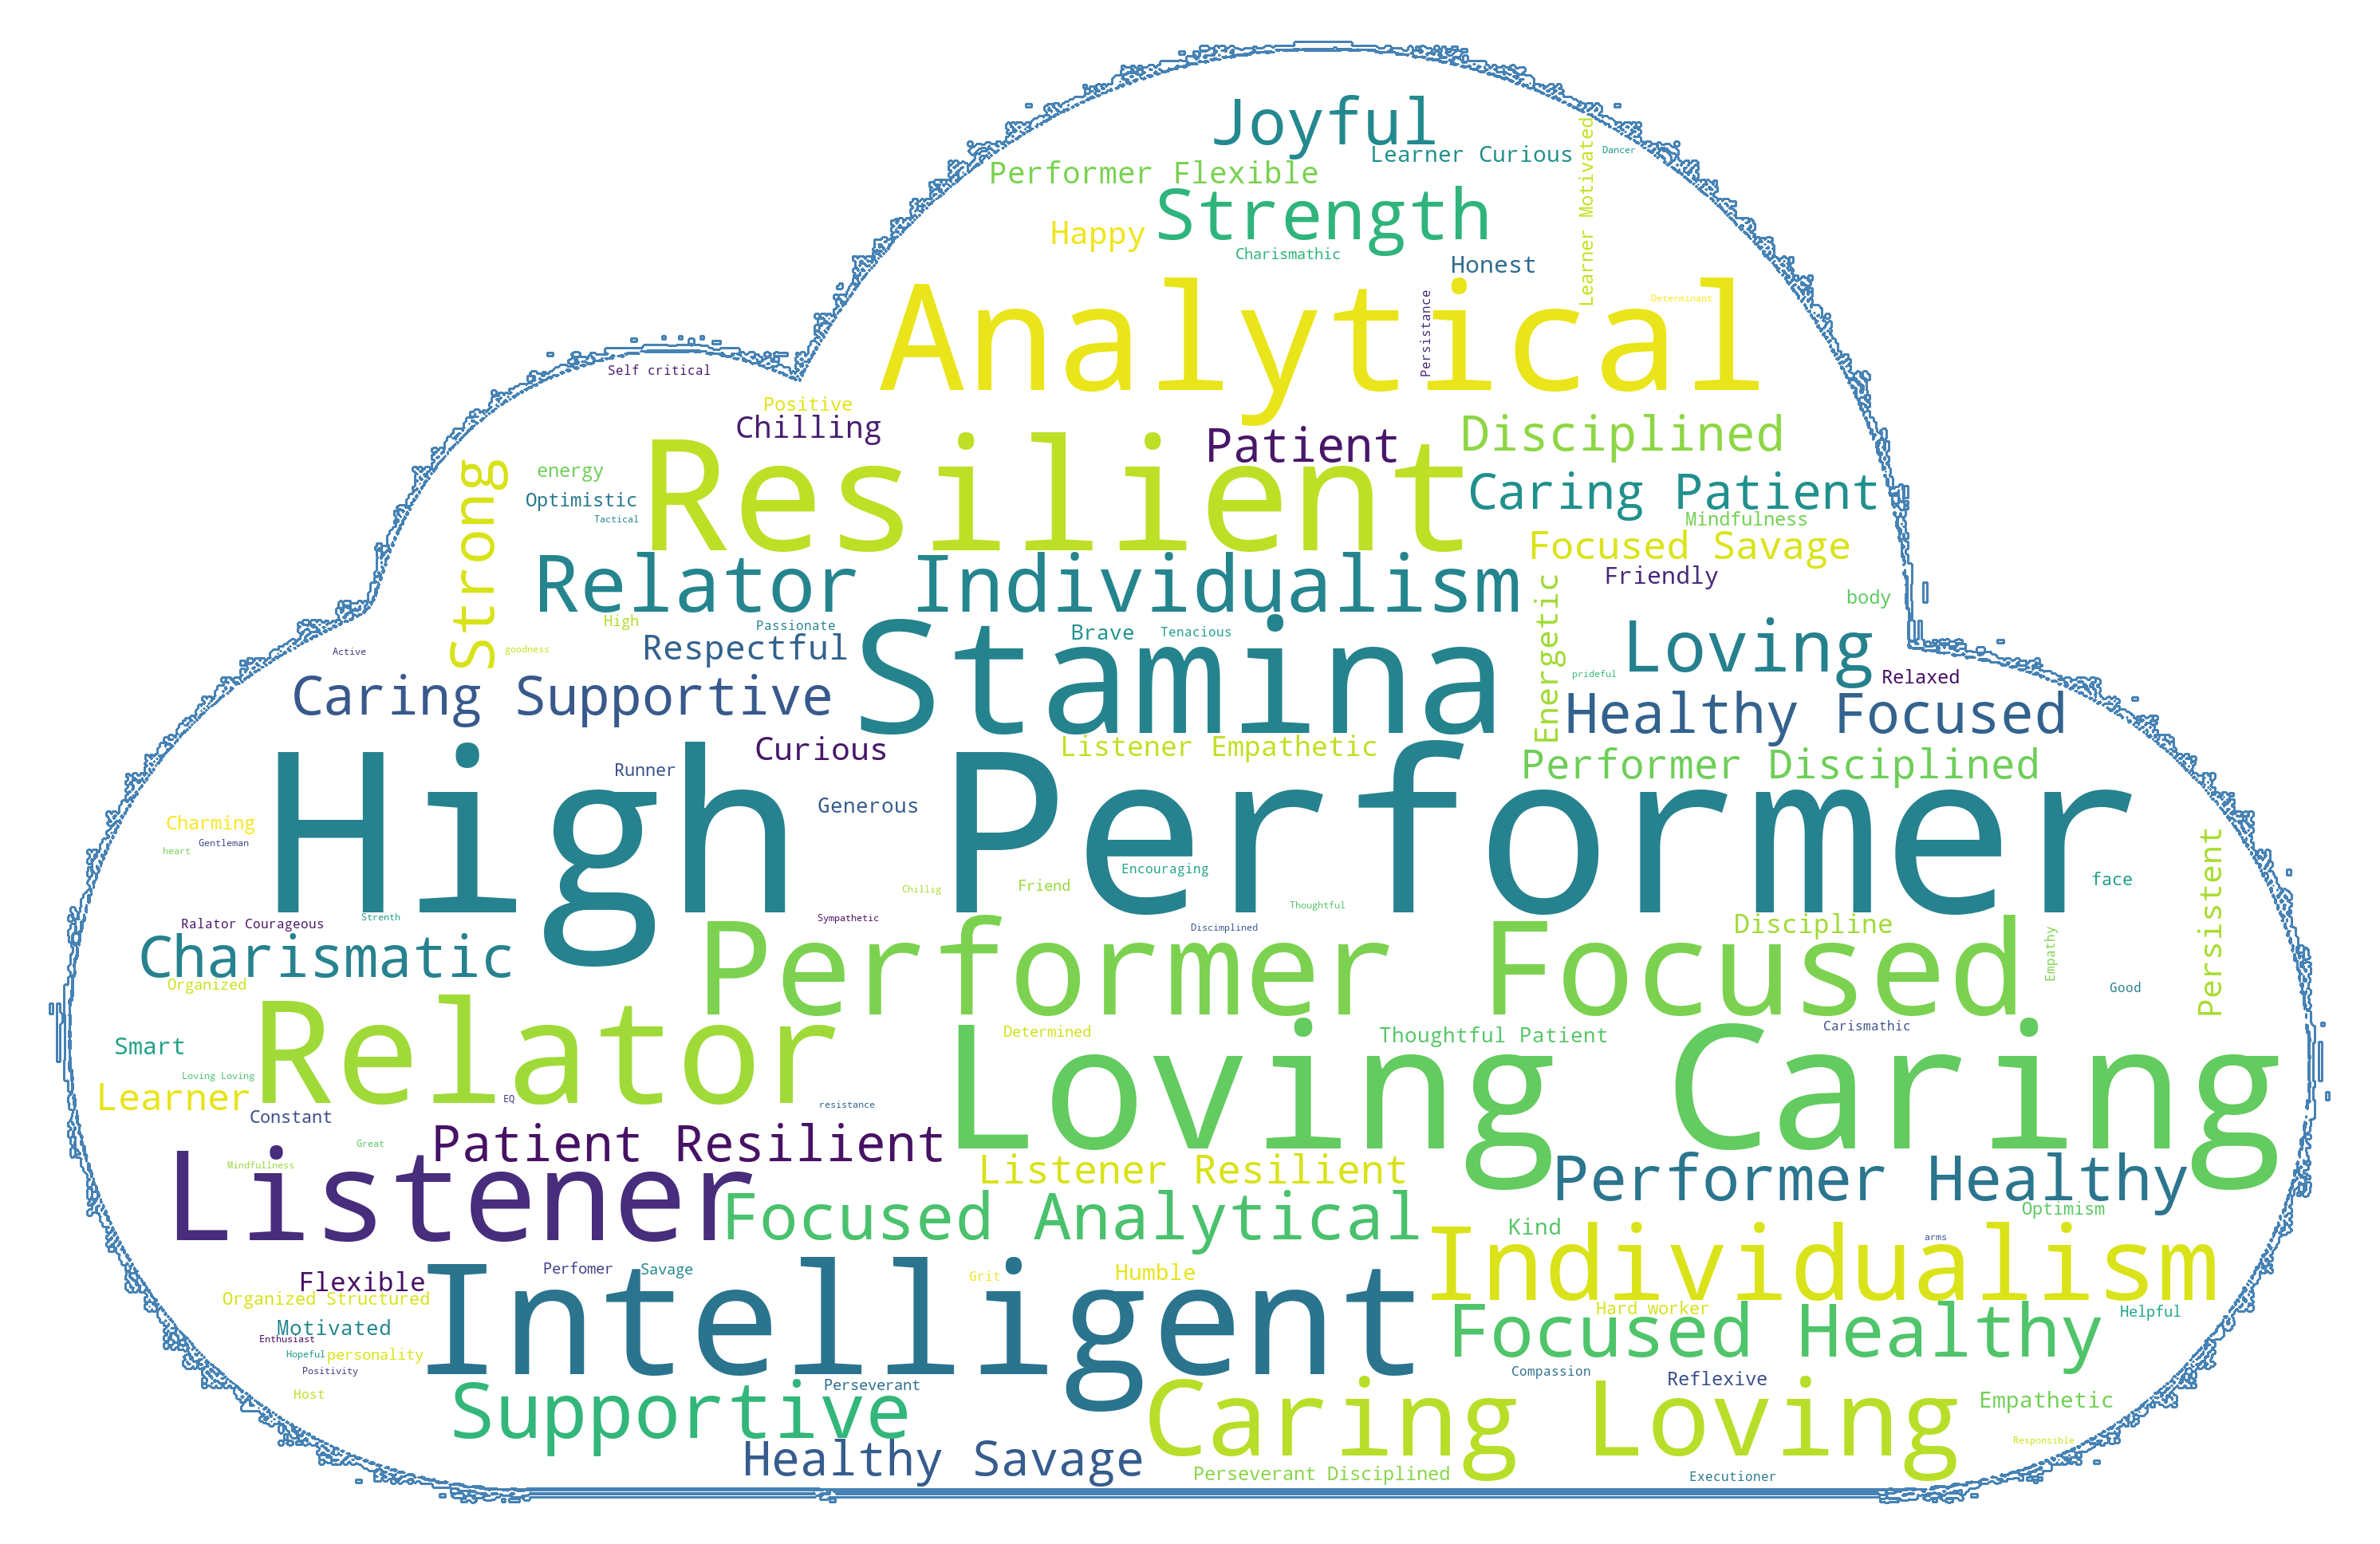 Joyful
Learner Curious
Dancer
Learner Motivated
Performer Flexible
Strength
Happy
Charismathic
Honest
Determinant
Persistance
Analytical
Self critical
Positive
Chilling
Patient
Disciplined
Strong
energy
Resilient
Optimistic
Caring Patient
Tactical
Mindfulness
Focused Savage
Relator Individualism
Friendly
Energetic
body
High
Passionate
Brave
Tenacious
Respectful
goodness
Active
Stamina
Loving
prideful
Relaxed
Caring Supportive
Healthy Focused
Curious
Listener Empathetic
Performer Disciplined
Runner
Generous
High Performer
Charming
Gentleman
heart
Encouraging
Chillig
Friend
face
Persistent
Thoughtful
Strenth
Sympathetic
Ralator Courageous
Discimplined
Discipline
Empathy
Charismatic
Performer Focused
Organized
Good
Determined
Thoughtful Patient
Carismathic
Smart
Relator
Loving Caring
Loving Loving
Learner
EQ
resistance
Constant
Great
Patient Resilient
Mindfullness
Listener
Listener Resilient
Performer Healthy
Focused Analytical
Optimism
Kind
arms
Individualism
Perfomer
Savage
Grit
Humble
Flexible
Organized Structured
Hard worker
Helpful
Motivated
Intelligent
Focused Healthy
Enthusiast
Hopeful
personality
Positivity
Compassion
Reflexive
Perseverant
Host
Empathetic
Supportive
Caring Loving
Responsible
Healthy Savage
Perseverant Disciplined
Executioner